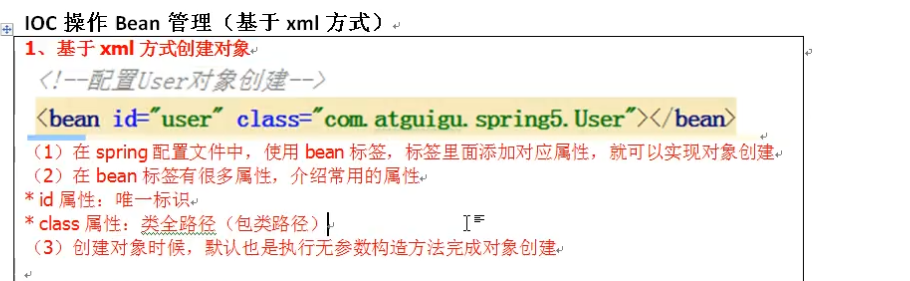 IOC 操作 Bean 管理（基于 xml 方式）
1、基于 xml 方式创建对象
<!--配置User对象创建-->
<bean id="user" class="com.atguigu.spring5.User"></bean>
（1）在 spring 配置文件中，使用 bean 标签，标签里面添加对应属性，就可以实现对象创建
（2）在 bean 标签有很多属性，介绍常用的属性
* id 属性：唯一标识
* class 属性：类全路径（包类路径）
（3）创建对象时候，默认也是执行无参数构造方法完成对象创建